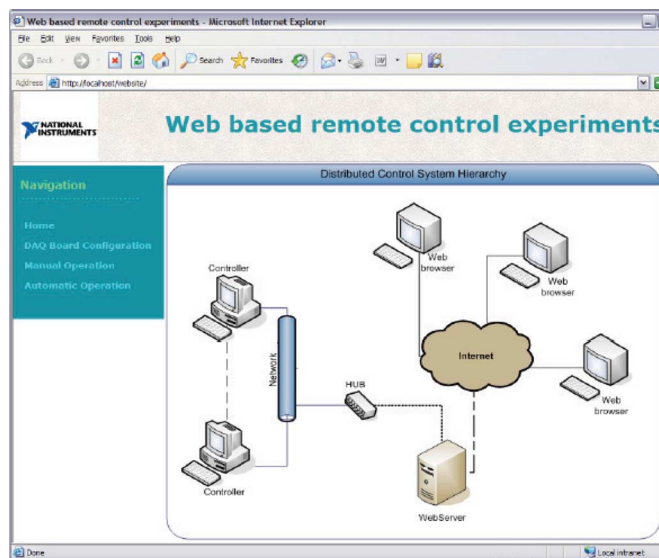 Web based remote control experiments - Microsoft Internet Explorer
File Edit View Favorites Tools Help
Back Search Favorites
Address http://localhost/website/
NATIONAL
INSTRUMENTS
Web based remote control experiments
Navigation
Home
DAQ Board Configuration
Manual Operation
Automatic Operation
Distributed Control System Hierarchy
Web
browser
Web
browser
Controller
Internet
Network
HUB
Web
browser
Controller
WebServer
Done Local intranet